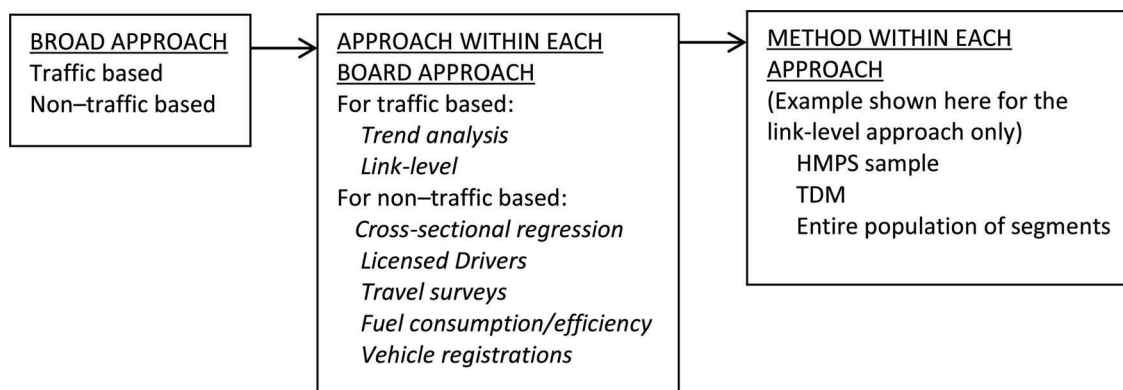 BROAD APPROACH
Traffic based
Non–traffic based
APPROACH WITHIN EACH
BOARD APPROACH
For traffic based:
Trend analysis
Link-level
For non–traffic based:
Cross-sectional regression
Licensed Drivers
Travel surveys
Fuel consumption/efficiency
Vehicle registrations
METHOD WITHIN EACH
APPROACH
(Example shown here for the
link-level approach only)
HMPS sample
TDM
Entire population of segments